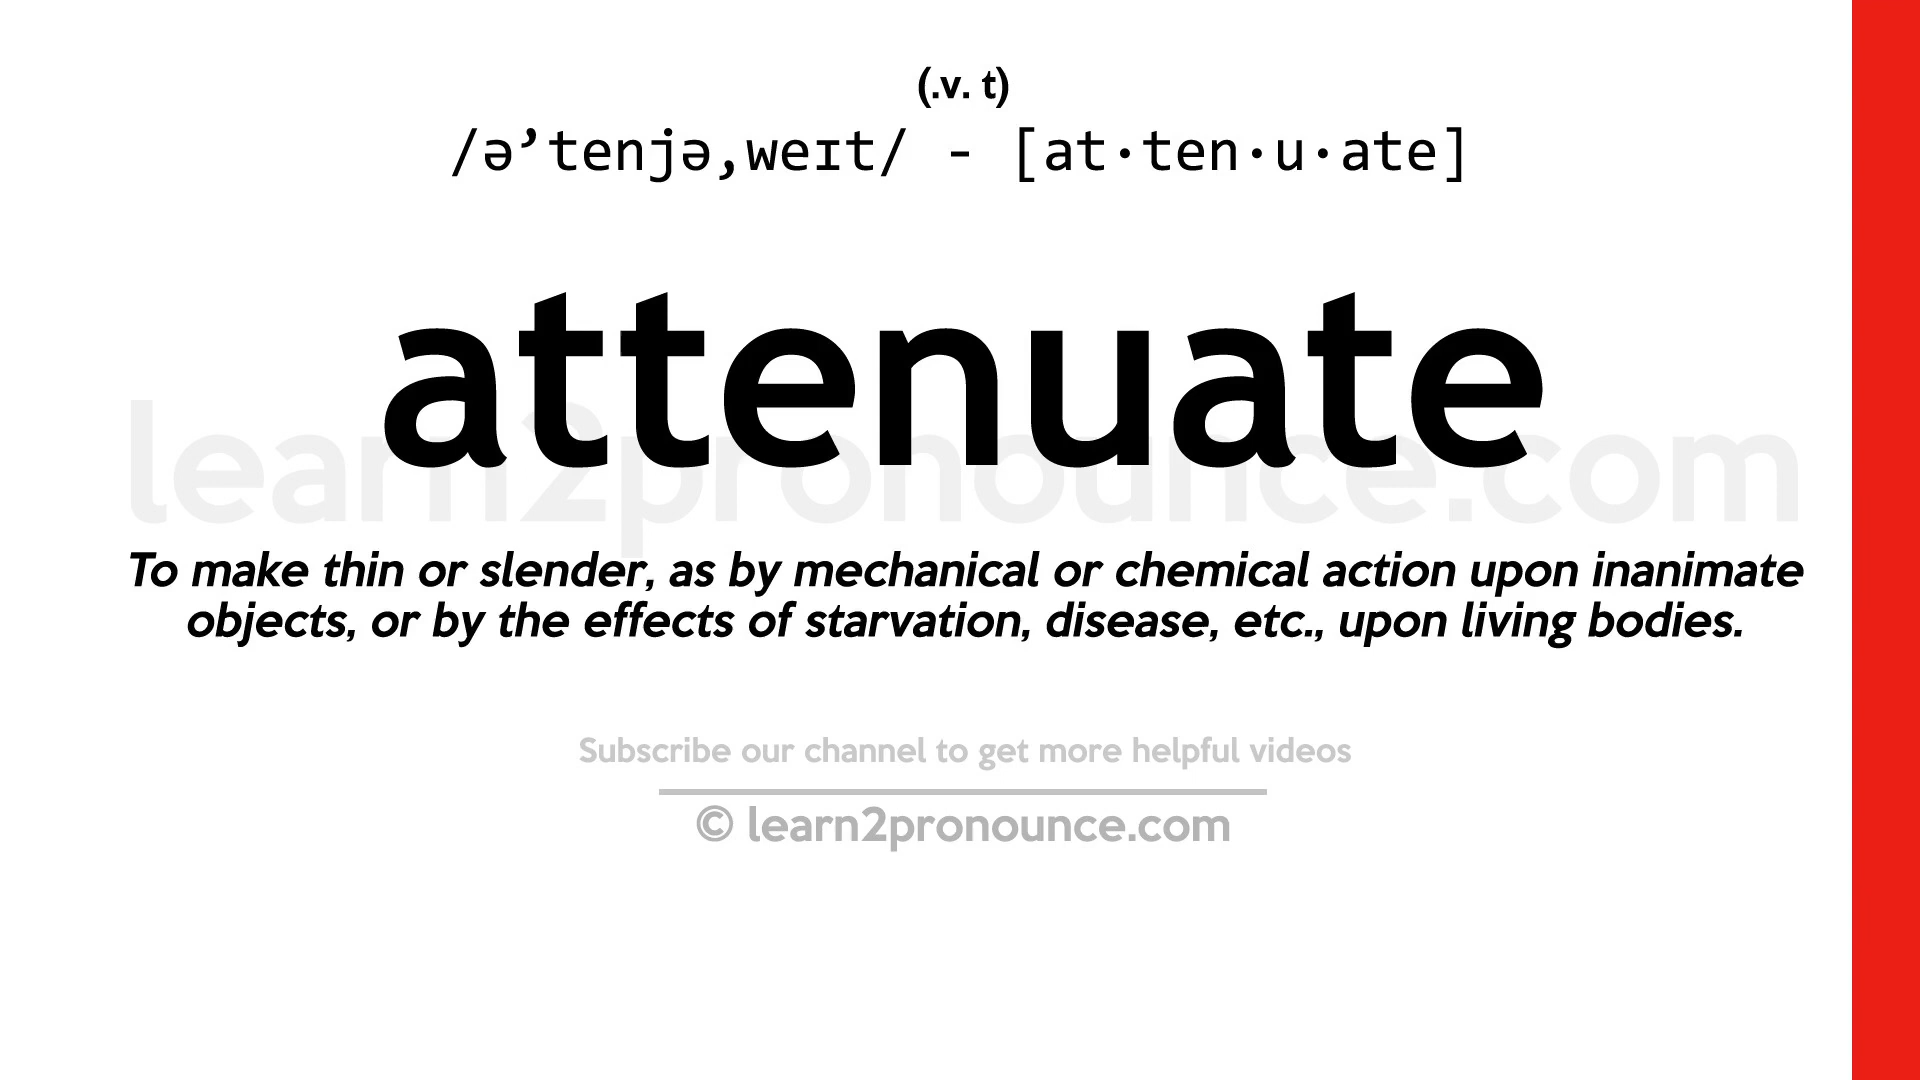 (.v. t)
/ə’tenjə,weɪt/ - [at·ten·u·ate]
attenuate
learn2pronounce.com
To make thin or slender, as by mechanical or chemical action upon inanimate
objects, or by the effects of starvation, disease, etc., upon living bodies.
Subscribe our channel to get more helpful videos
© learn2pronounce.com